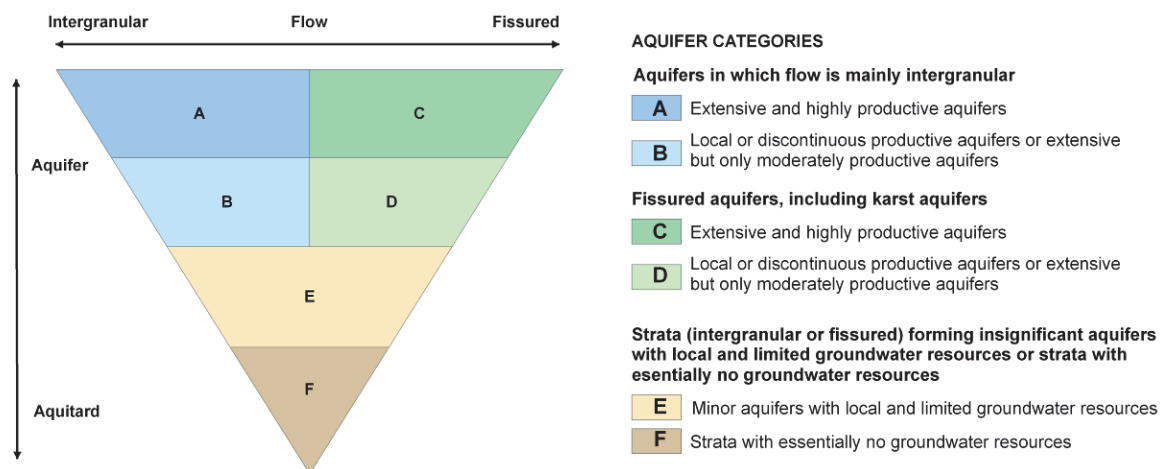 Intergranular Flow Fissured
Aquifer
Aquitard
A
C
B
D
E
F
AQUIFER CATEGORIES
Aquifers in which flow is mainly intergranular
A Extensive and highly productive aquifers
B Local or discontinuous productive aquifers or extensive
but only moderately productive aquifers
Fissured aquifers, including karst aquifers
C Extensive and highly productive aquifers
D Local or discontinuous productive aquifers or extensive
but only moderately productive aquifers
Strata (intergranular or fissured) forming insignificant aquifers
with local and limited groundwater resources or strata with
esentially no groundwater resources
E Minor aquifers with local and limited groundwater resources
F Strata with essentially no groundwater resources